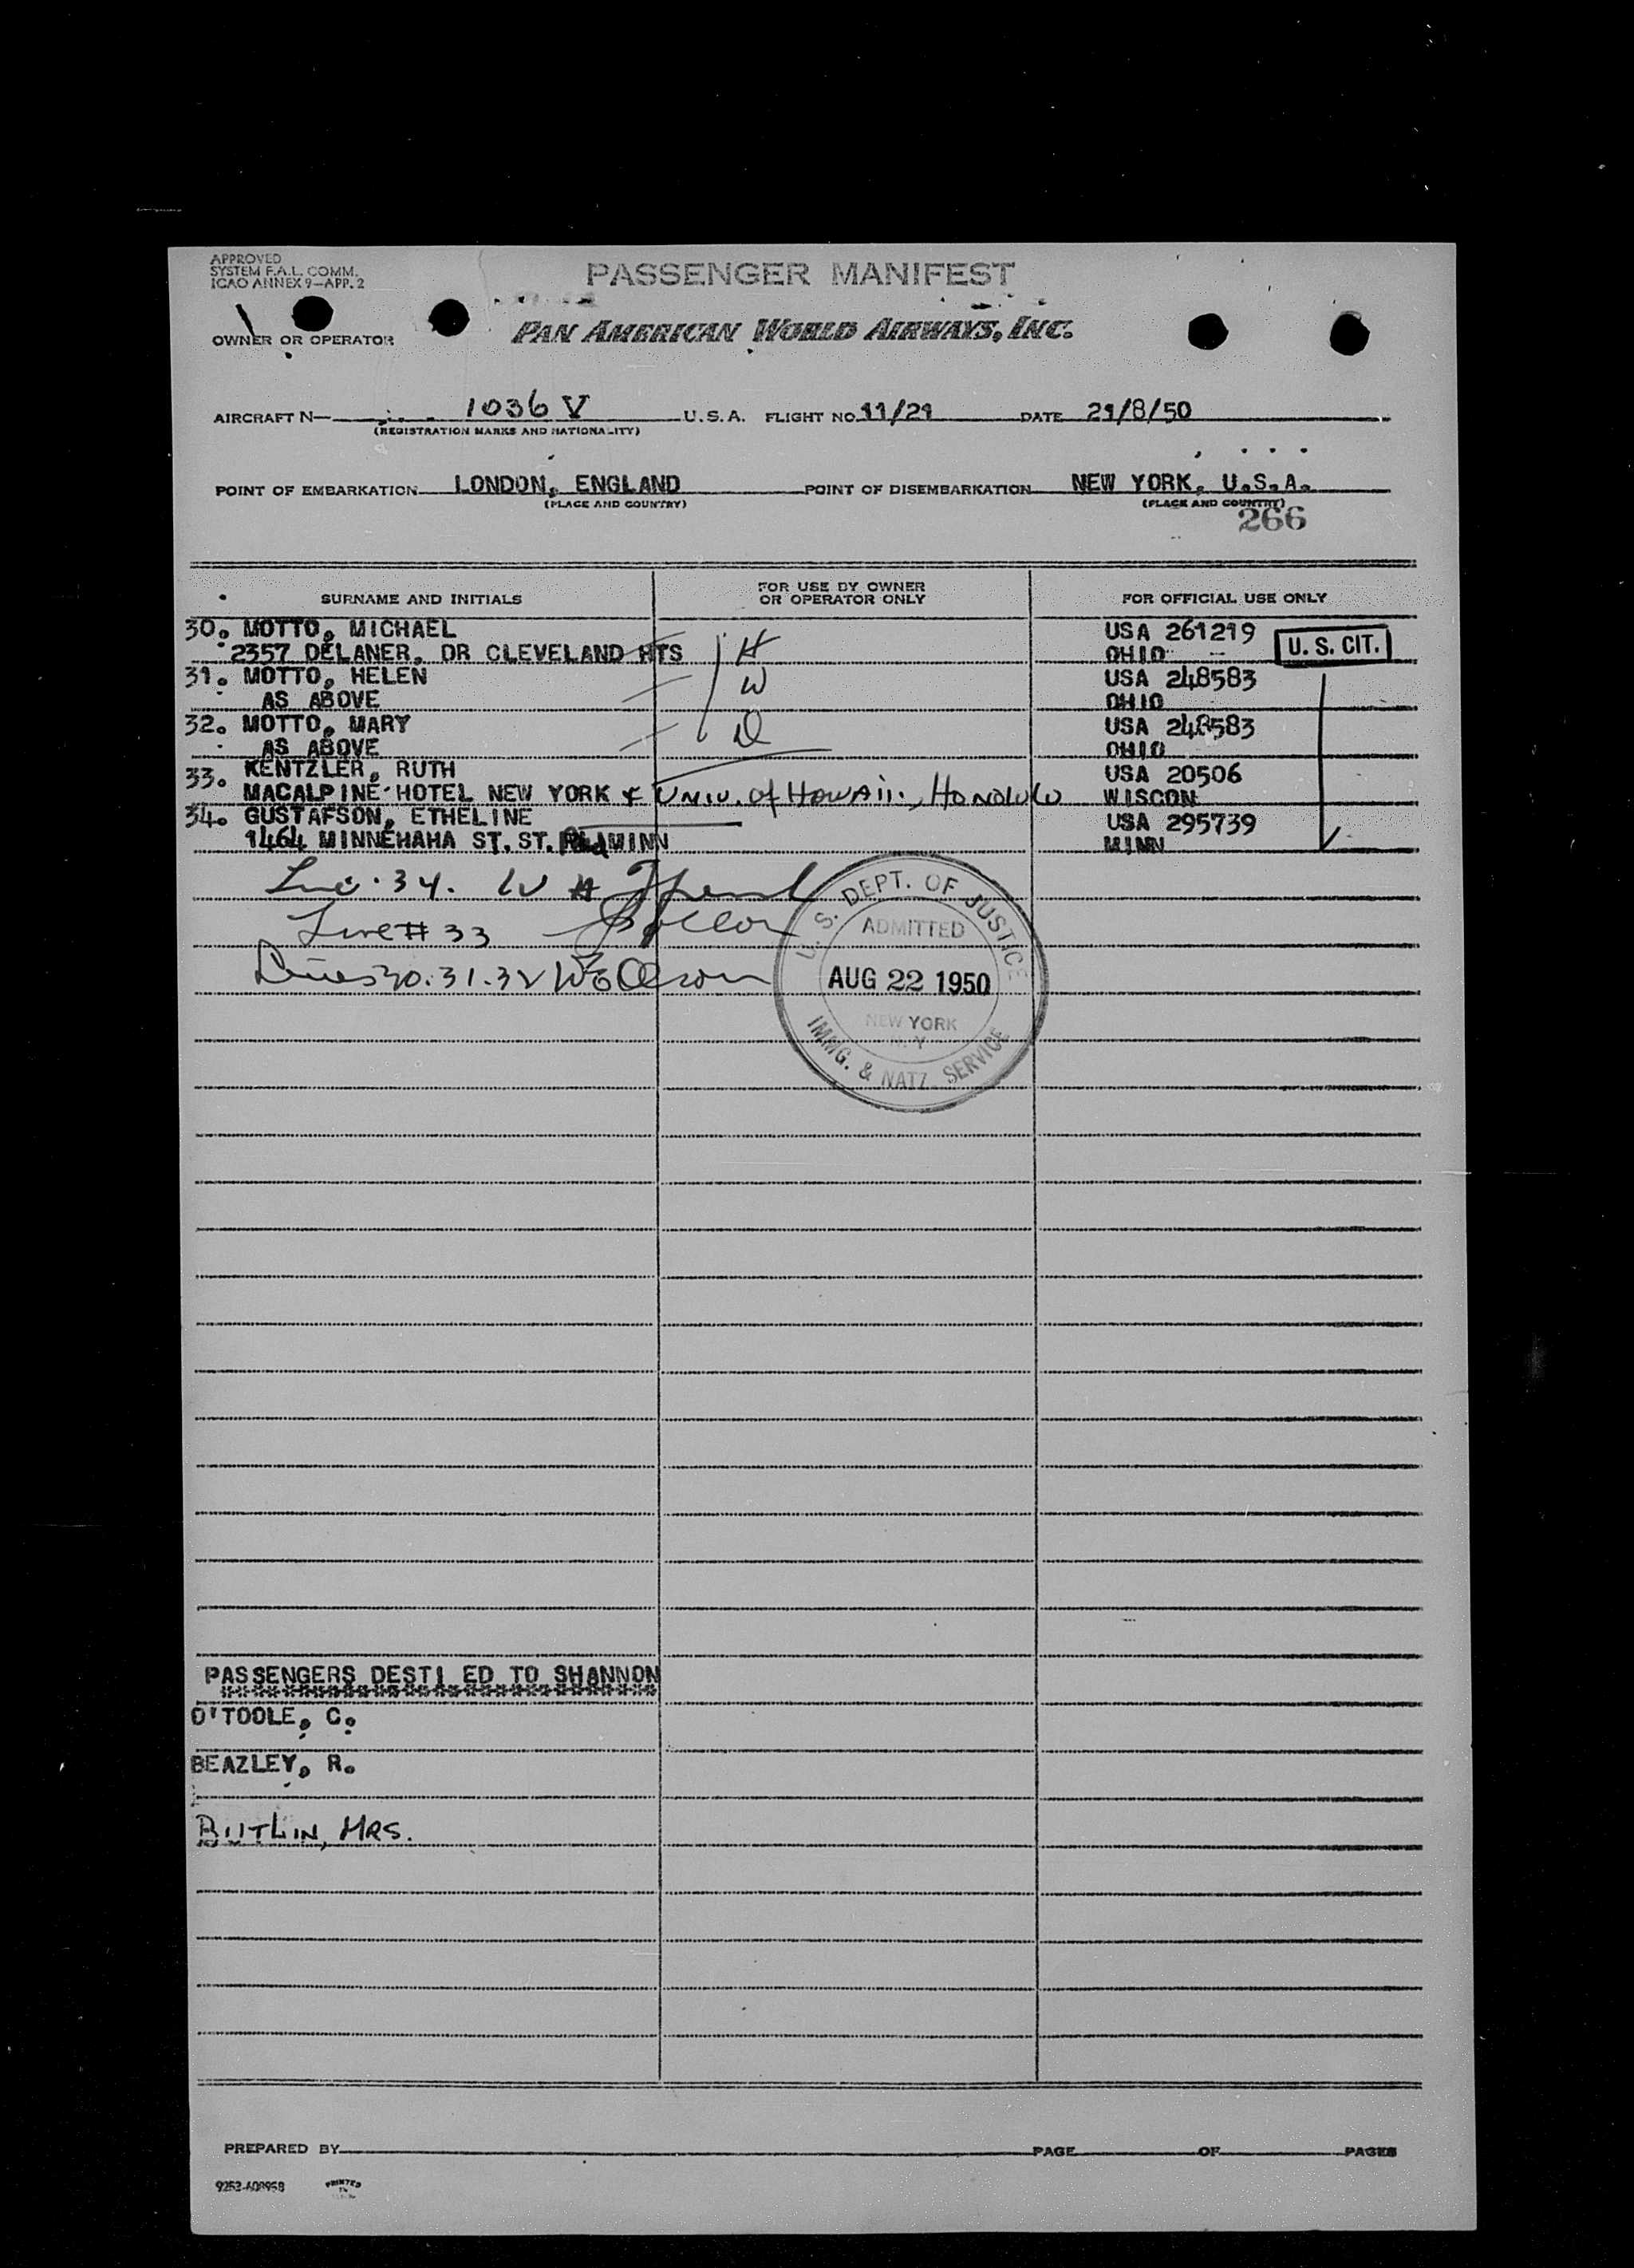 APPROVED
SYSTEM F.A.L. COMM.
ICAO ANNEX 9—APP. 2
PASSENGER MANIFEST
OWNER OR OPERATOR
PAN AMERICAN WORLD AIRWAYS, INC.
AIRCRAFT N— 1036 V U.S.A. FLIGHT NO. 11/21 DATE 21/8/50
(REGISTRATION MARKS AND NATIONALITY)
POINT OF EMBARKATION LONDON, ENGLAND POINT OF DISEMBARKATION NEW YORK, U.S.A.
(PLACE AND COUNTRY) (PLACE AND COUNTRY)
266
SURNAME AND INITIALS FOR USE BY OWNER OR OPERATOR ONLY FOR OFFICIAL USE ONLY
30. MOTTO, MICHAEL USA 261219
2357 DELANER, DR CLEVELAND HTS H OHIO U. S. CIT.
31. MOTTO, HELEN W USA 248583
AS ABOVE OHIO
32. MOTTO, MARY D USA 248583
AS ABOVE OHIO
33. KENTZLER, RUTH USA 20506
MACALPINE HOTEL NEW YORK & UNIV. of HAWAII, HONOLULU WISCON
34. GUSTAFSON, ETHELINE USA 295739
1464 MINNEHAHA ST. ST. MINN MINN
Line 34.
Line # 33
Lines 30.31.32
U. S. DEPT. OF JUSTICE
ADMITTED
AUG 22 1950
NEW YORK
N. Y
IMMG. & NATZ. SERVICE
PASSENGERS DESTI ED TO SHANNON
O'TOOLE, C.
BEAZLEY, R.
BUTLIN, MRS.
PREPARED BY PAGE OF PAGES
PRINTED